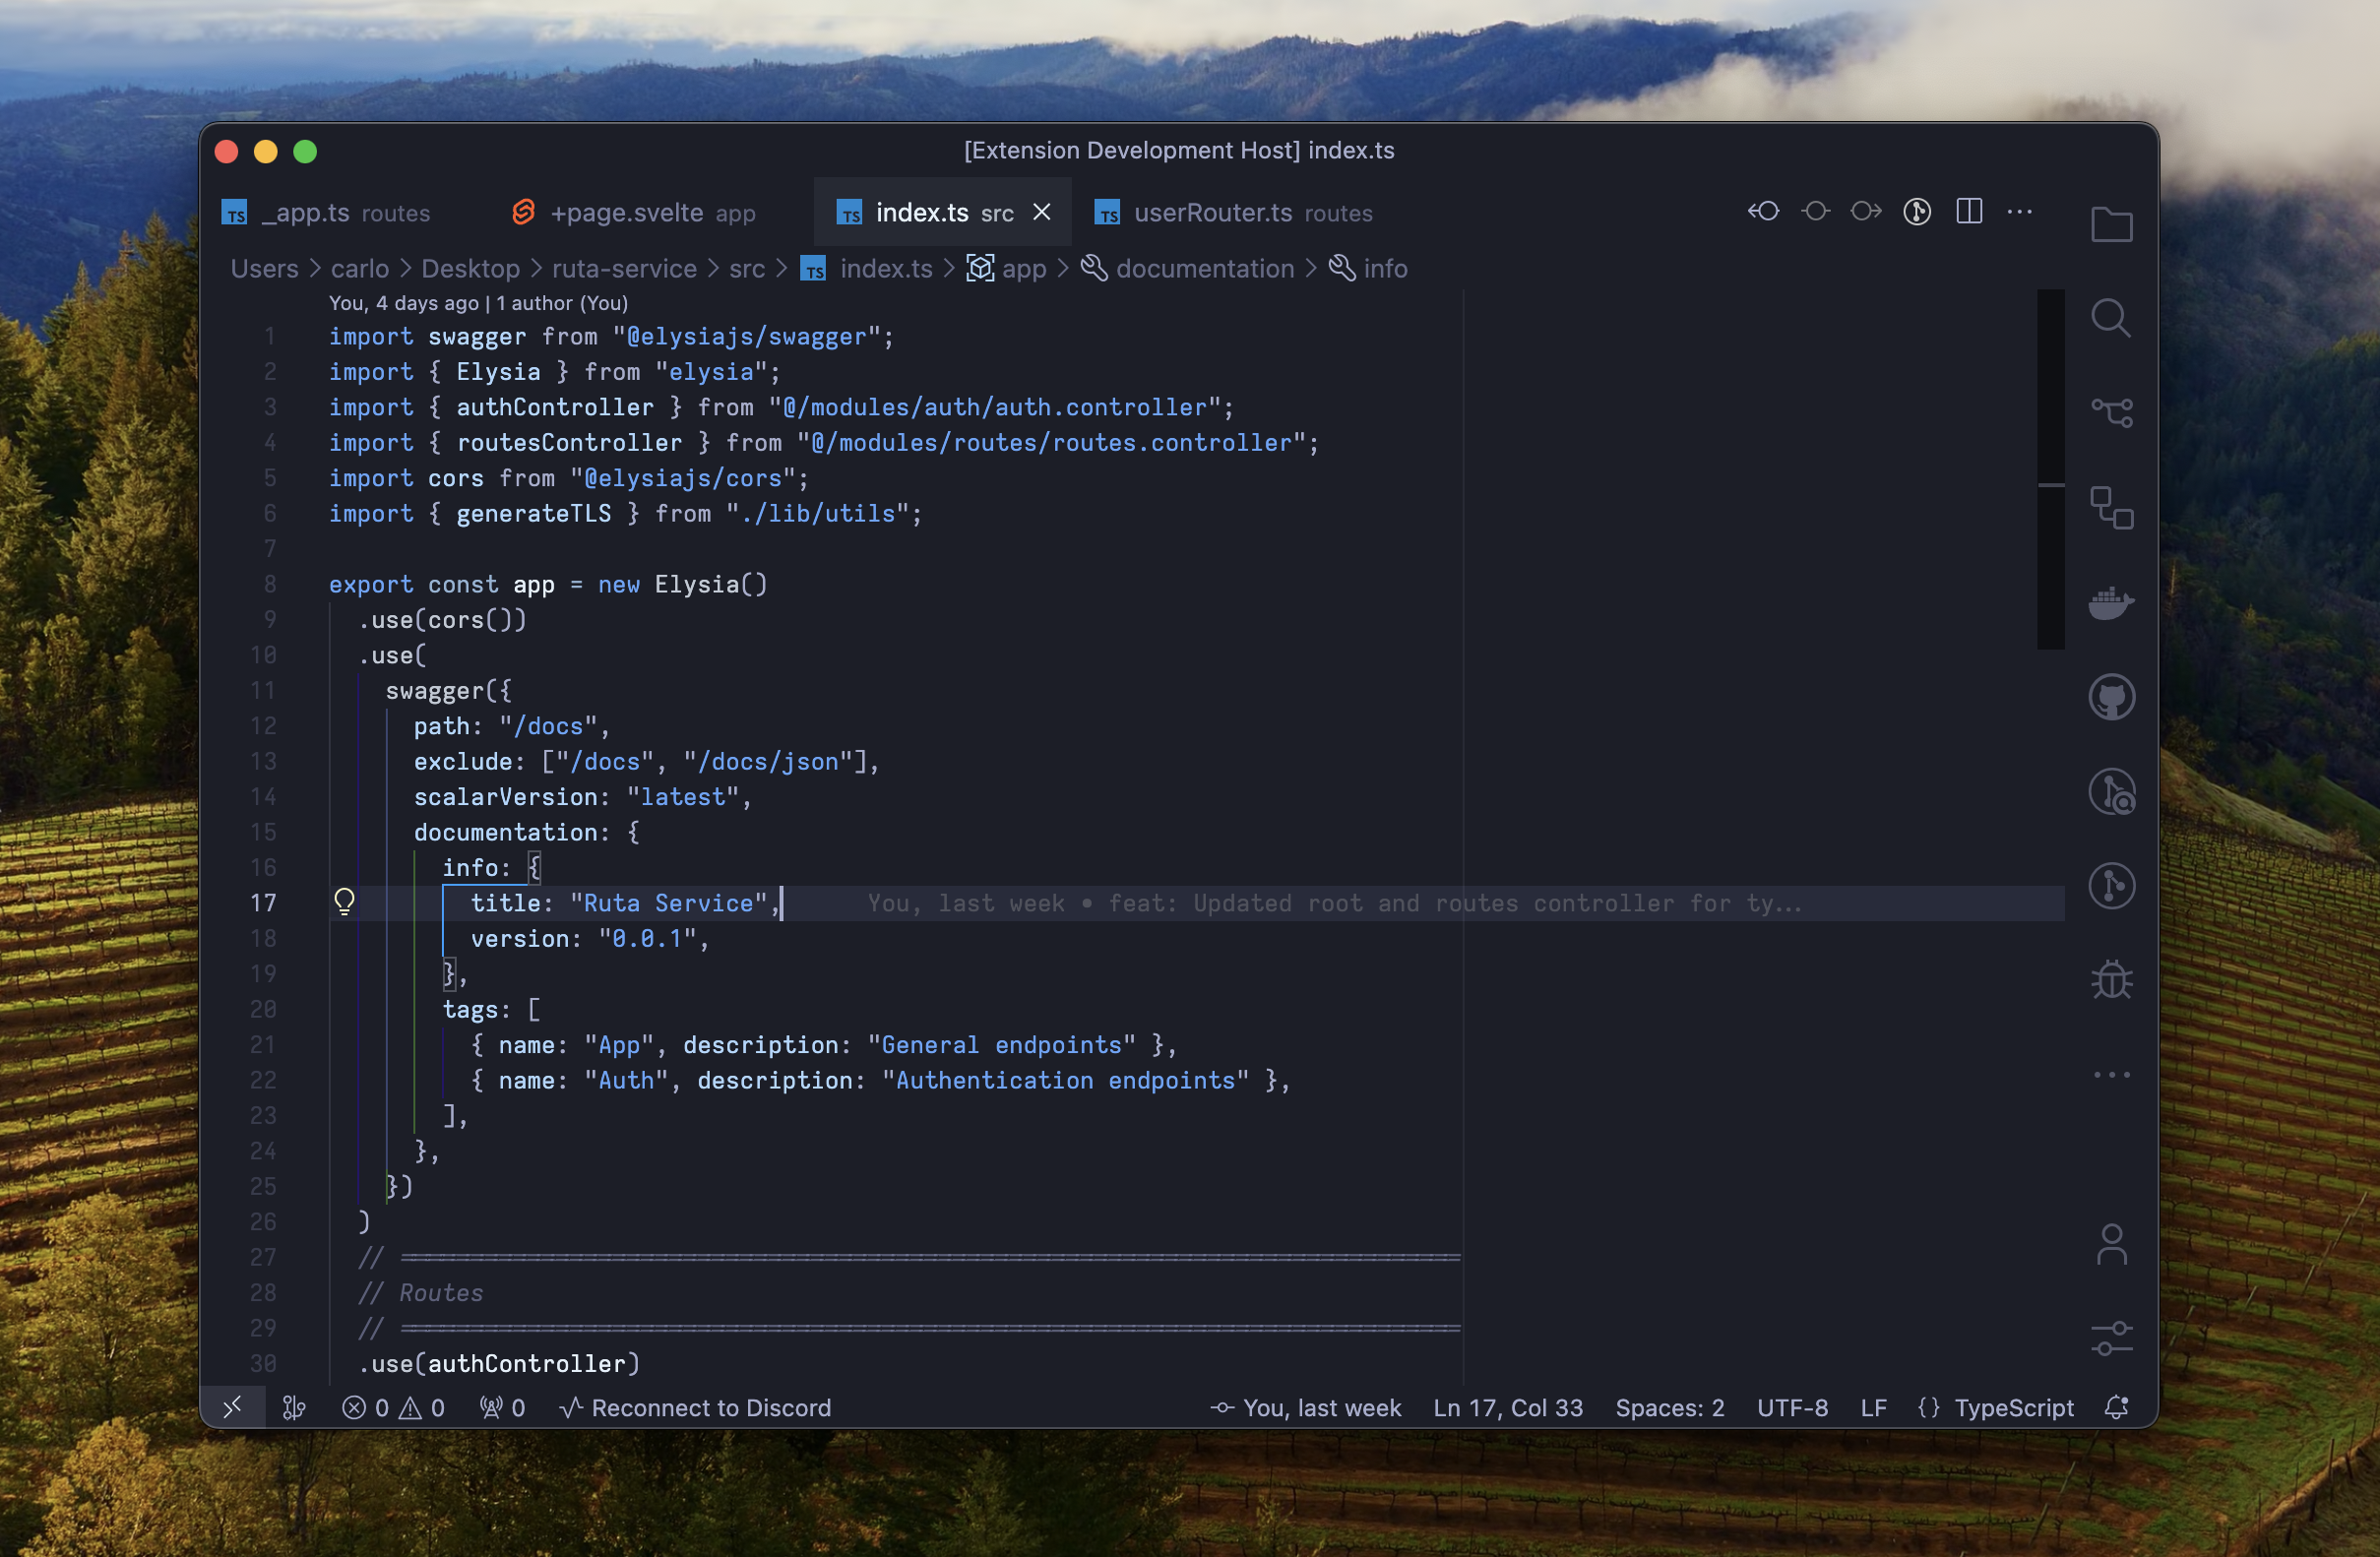 [Extension Development Host] index.ts
TS _app.ts routes +page.svelte app TS index.ts src TS userRouter.ts routes
Users > carlo > Desktop > ruta-service > src > TS index.ts > app > documentation > info
You, 4 days ago | 1 author (You)
1 import swagger from "@elysiajs/swagger";
2 import { Elysia } from "elysia";
3 import { authController } from "@/modules/auth/auth.controller";
4 import { routesController } from "@/modules/routes/routes.controller";
5 import cors from "@elysiajs/cors";
6 import { generateTLS } from "./lib/utils";
7
8 export const app = new Elysia()
9 .use(cors())
10 .use(
11 swagger({
12 path: "/docs",
13 exclude: ["/docs", "/docs/json"],
14 scalarVersion: "latest",
15 documentation: {
16 info: {
17 title: "Ruta Service", You, last week • feat: Updated root and routes controller for ty…
18 version: "0.0.1",
19 },
20 tags: [
21 { name: "App", description: "General endpoints" },
22 { name: "Auth", description: "Authentication endpoints" },
23 ],
24 },
25 })
26 )
27 // ===========================================================================
28 // Routes
29 // ===========================================================================
30 .use(authController)
0 0 0 Reconnect to Discord You, last week Ln 17, Col 33 Spaces: 2 UTF-8 LF {} TypeScript